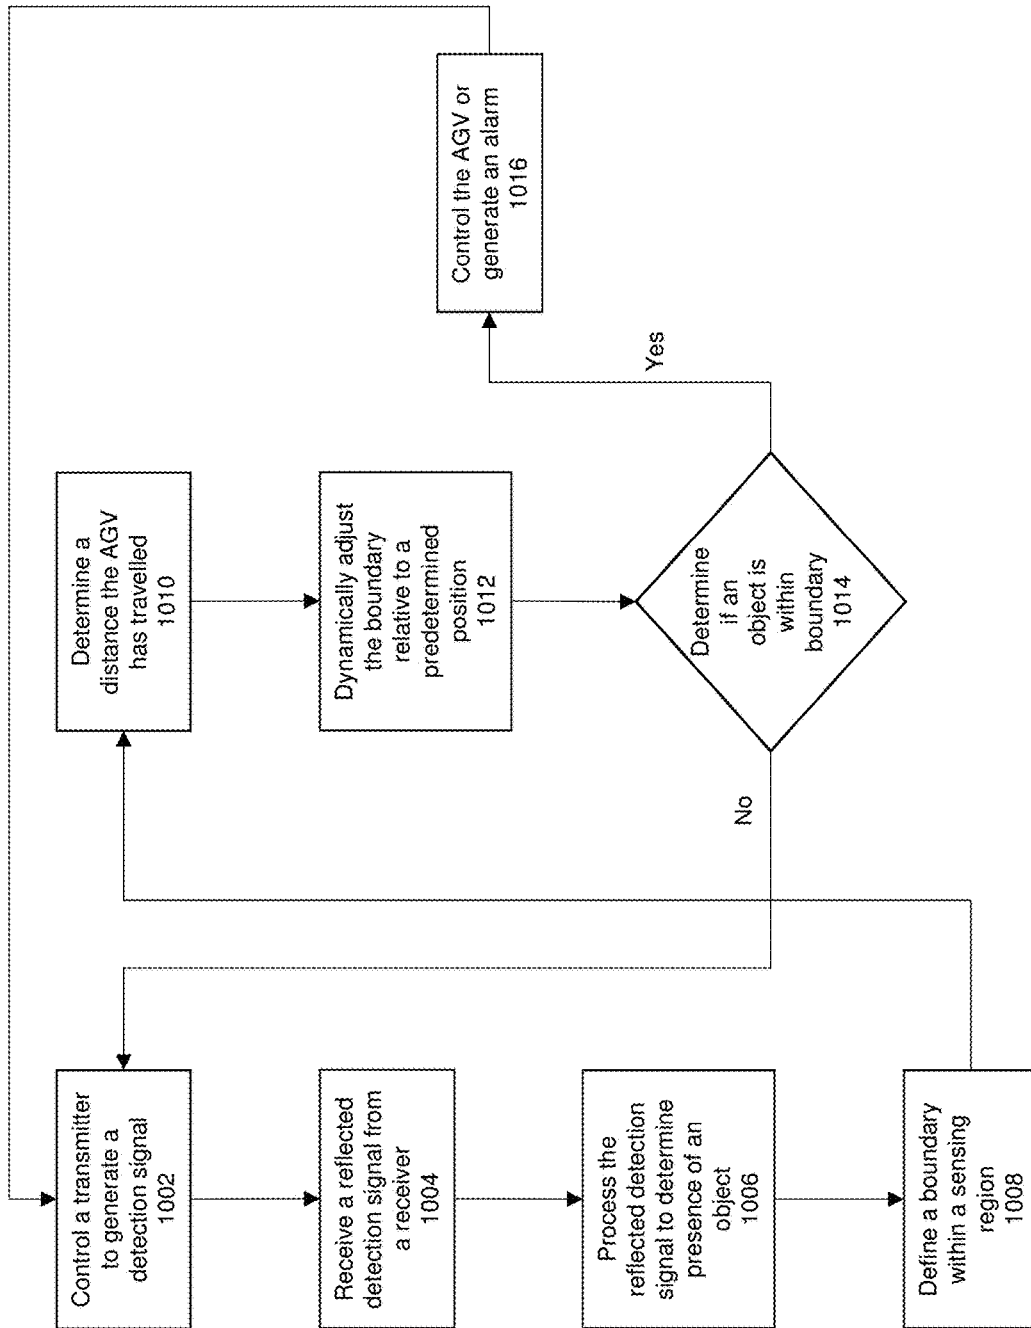 Control a transmitter
to generate a
detection signal
1002
Receive a reflected
detection signal from
a receiver
1004
Process the
reflected detection
signal to determine
presence of an
object
1006
Define a boundary
within a sensing
region
1008
Determine a
distance the AGV
has travelled
1010
Dynamically adjust
the boundary
relative to a
predetermined
position
1012
Determine
if an
object is
within
boundary
1014
No
Yes
Control the AGV or
generate an alarm
1016